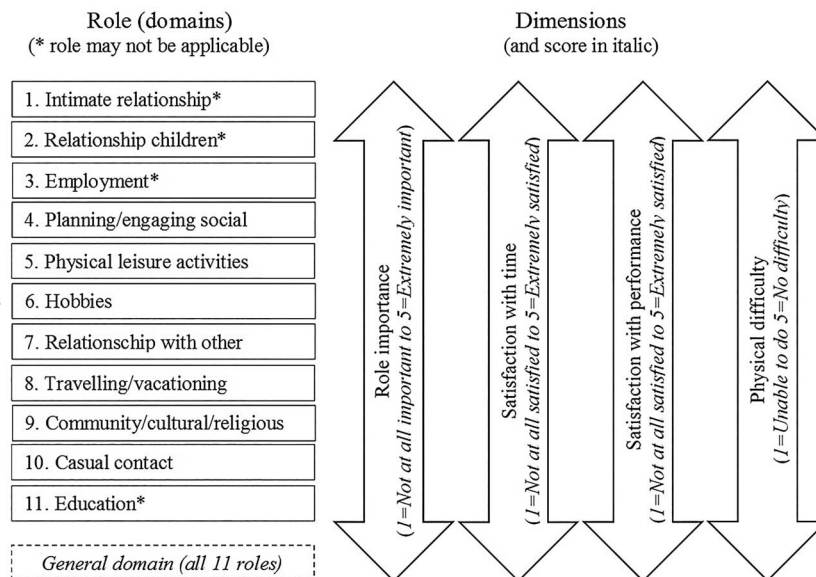 Role (domains)
(* role may not be applicable)
Dimensions
(and score in italic)
1. Intimate relationship*
2. Relationship children*
3. Employment*
4. Planning/engaging social
5. Physical leisure activities
6. Hobbies
7. Relationschip with other
8. Travelling/vacationing
9. Community/cultural/religious
10. Casual contact
11. Education*
General domain (all 11 roles)
Role importance
(1=Not at all important to 5=Extremely important)
Satisfaction with time
(1=Not at all satisfied to 5=Extremely satisfied)
Satisfaction with performance
(1=Not at all satisfied to 5=Extremely satisfied)
Physical difficulty
(1=Unable to do 5=No difficulty)